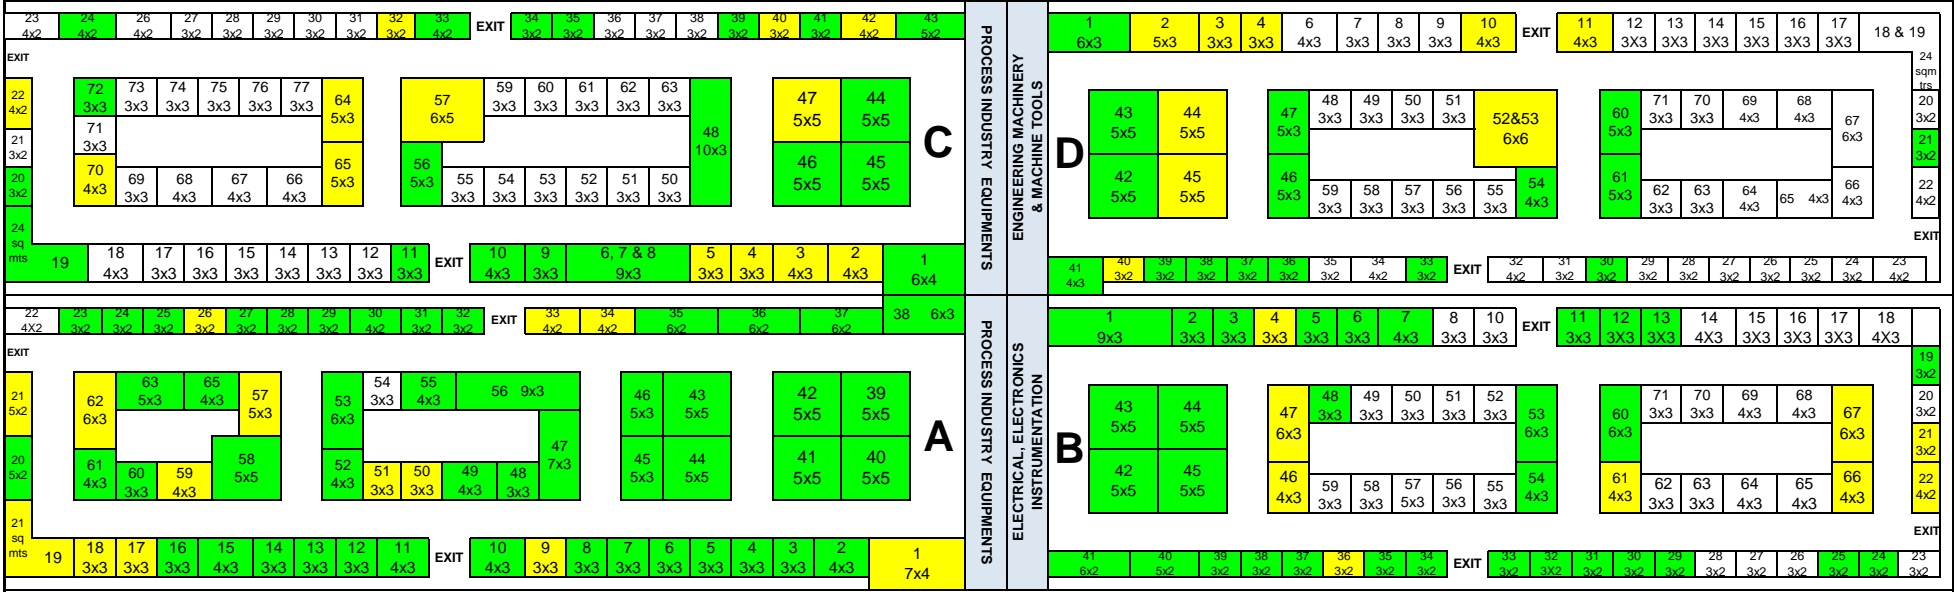 23 24 26 27 28 29 30 31 32 33 EXIT 34 35 36 37 38 39 40 41 42 43
4x2 4x2 4x2 3x2 3x2 3x2 3x2 3x2 3x2 4x2 3x2 3x2 3x2 3x2 3x2 3x2 3x2 3x2 4x2 5x2
EXIT
22
4x2
21
3x2
20
3x2
24
sq
mts
19
72 73 74 75 76 77
3x3 3x3 3x3 3x3 3x3 3x3
64
5x3
71
3x3
70
4x3
65
5x3
69 68 67 66
3x3 4x3 4x3 4x3
57
6x5
59 60 61 62 63
3x3 3x3 3x3 3x3 3x3
48
10x3
56
5x3
55 54 53 52 51 50
3x3 3x3 3x3 3x3 3x3 3x3
47 44
5x5 5x5
46 45
5x5 5x5
C
18 17 16 15 14 13 12 11 EXIT 10 9 6, 7 & 8 5 4 3 2 1
4x3 3x3 3x3 3x3 3x3 3x3 3x3 3x3 4x3 3x3 9x3 3x3 3x3 4x3 4x3 6x4
PROCESS INDUSTRY EQUIPMENTS
ENGINEERING MACHINERY
& MACHINE TOOLS
1 2 3 4 6 7 8 9 10 EXIT 11 12 13 14 15 16 17 18 & 19
6x3 5x3 3x3 3x3 4x3 3x3 3x3 3x3 4x3 4x3 3X3 3X3 3X3 3X3 3X3 3X3
24
sqm
trs
20
3x2
21
3x2
22
4x2
EXIT
D
43 44
5x5 5x5
42 45
5x5 5x5
47
5x3
48 49 50 51
3x3 3x3 3x3 3x3
52&53
6x6
46
5x3
59 58 57 56 55
3x3 3x3 3x3 3x3 3x3
54
4x3
60
5x3
71 70 69 68
3x3 3x3 4x3 4x3
67
6x3
61
5x3
62 63 64 65 4x3
3x3 3x3 4x3
66
4x3
41 40 39 38 37 36 35 34 33 EXIT 32 31 30 29 28 27 26 25 24 23
4x3 3x2 3x2 3x2 3x2 3x2 3x2 4x2 3x2 4x2 3x2 3x2 3x2 3x2 3x2 3x2 3x2 3x2 4x2
22 23 24 25 26 27 28 29 30 31 32 EXIT 33 34 35 36 37 38 6x3
4X2 3x2 3x2 3x2 3x2 3x2 3x2 3x2 4x2 3x2 3x2 4x2 4x2 6x2 6x2 6x2
EXIT
21
5x2
20
5x2
21
sq
mts
19
62
6x3
63 65
5x3 4x3
57
5x3
61
4x3
60 59
3x3 4x3
58
5x5
53
6x3
54 55 56 9x3
3x3 4x3
52
4x3
51 50 49 48
3x3 3x3 4x3 3x3
47
7x3
46 43
5x3 5x5
45 44
5x3 5x5
42 39
5x5 5x5
41 40
5x5 5x5
A
18 17 16 15 14 13 12 11 EXIT 10 9 8 7 6 5 4 3 2 1
3x3 3x3 3x3 4x3 3x3 3x3 3x3 4x3 4x3 3x3 3x3 3x3 3x3 3x3 3x3 3x3 4x3 7x4
PROCESS INDUSTRY EQUIPMENTS
ELECTRICAL, ELECTRONICS
INSTRUMENTATION
1 2 3 4 5 6 7 8 10 EXIT 11 12 13 14 15 16 17 18
9x3 3x3 3x3 3x3 3x3 3x3 4x3 3x3 3x3 3x3 3X3 3X3 4X3 3X3 3X3 3X3 4X3
19
3x2
20
3x2
21
3x2
22
4x2
EXIT
B
43 44
5x5 5x5
42 45
5x5 5x5
47
6x3
48 49 50 51 52
3x3 3x3 3x3 3x3 3x3
53
6x3
46
4x3
59 58 57 56 55
3x3 3x3 5x3 3x3 3x3
54
4x3
60
6x3
71 70 69 68
3x3 3x3 4x3 4x3
67
6x3
61
4x3
62 63 64 65
3x3 3x3 4x3 4x3
66
4x3
41 40 39 38 37 36 35 34 EXIT 33 32 31 30 29 28 27 26 25 24 23
6x2 5x2 3x2 3x2 3x2 3x2 3x2 3x2 3x2 3X2 3x2 3x2 3x2 3x2 3x2 3x2 3x2 3x2 3x2